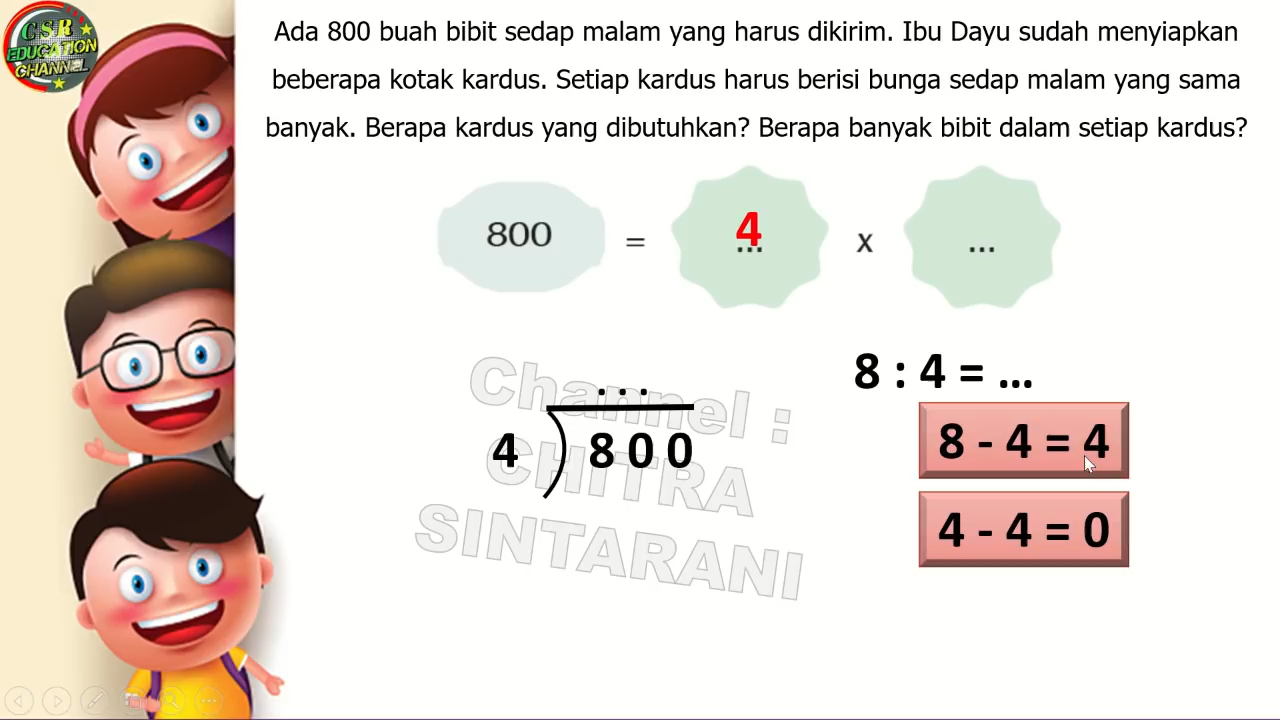 CSR
EDUCATION
CHANNEL
Ada 800 buah bibit sedap malam yang harus dikirim. Ibu Dayu sudah menyiapkan
beberapa kotak kardus. Setiap kardus harus berisi bunga sedap malam yang sama
banyak. Berapa kardus yang dibutuhkan? Berapa banyak bibit dalam setiap kardus?
800 = 4 ... x ...
8 : 4 = ...
8 - 4 = 4
4 - 4 = 0
...
4 ) 800
Channel :
CHITRA
SINTARANI